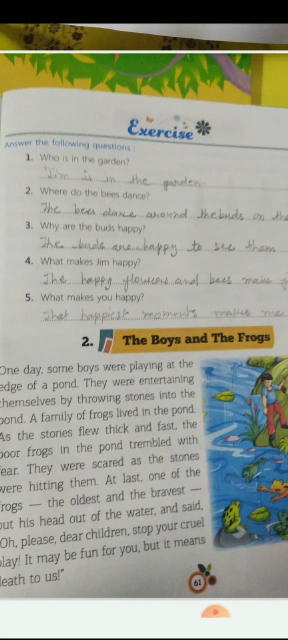 Exercise
Answer the following questions :
1. Who is in the garden?
Jim is in the garden
2. Where do the bees dance?
The bees dance around the buds on the
3. Why are the buds happy?
The buds are happy to see them
4. What makes Jim happy?
The happy flowers and bees make
5. What makes you happy?
That happiest moments makes me
2. The Boys and The Frogs
One day, some boys were playing at the
edge of a pond. They were entertaining
themselves by throwing stones into the
pond. A family of frogs lived in the pond.
As the stones flew thick and fast, the
poor frogs in the pond trembled with
fear. They were scared as the stones
were hitting them. At last, one of the
frogs — the oldest and the bravest —
put his head out of the water, and said,
"Oh, please, dear children, stop your cruel
play! It may be fun for you, but it means
death to us!"
61